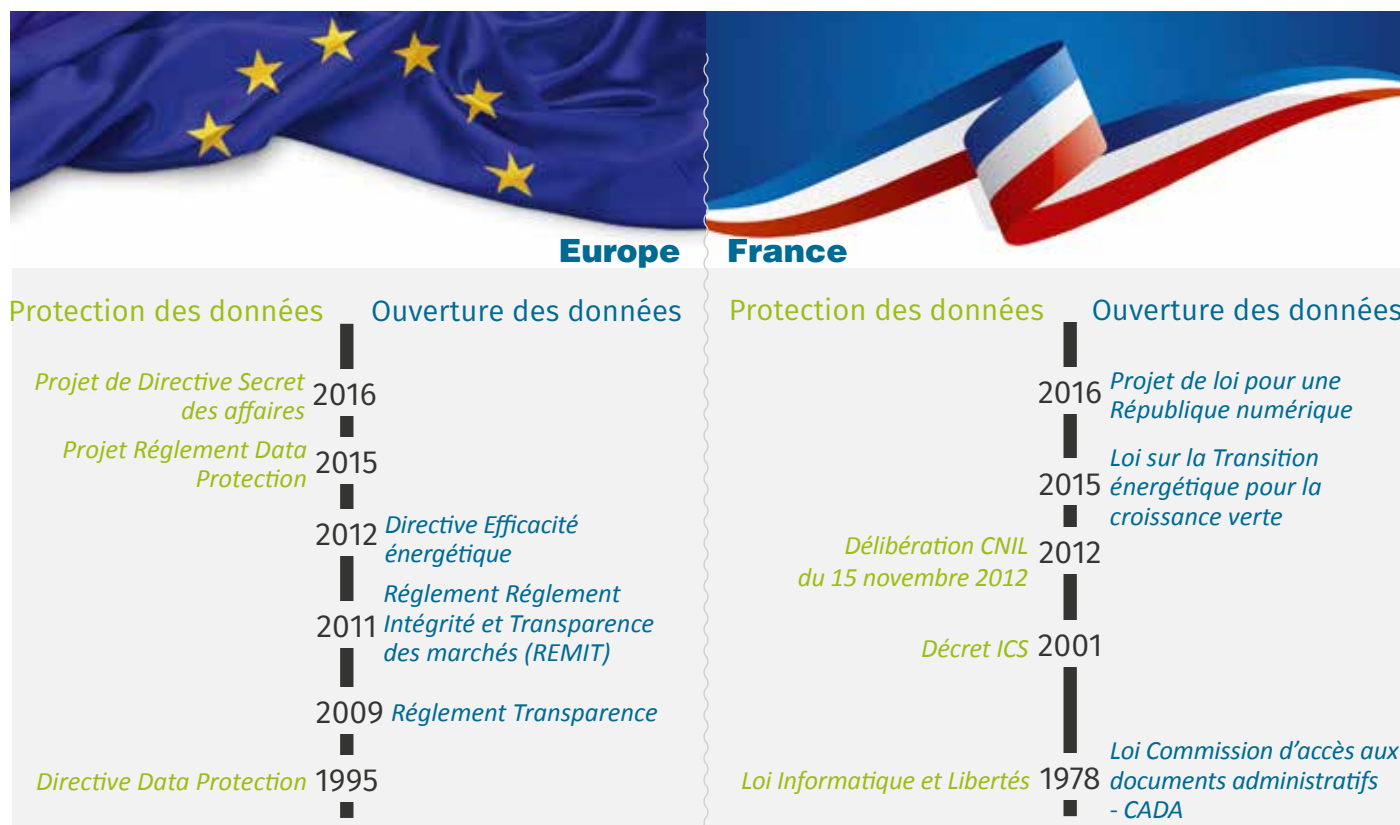 Europe
Protection des données
Ouverture des données
Projet de Directive Secret
des affaires
2016
Projet Réglement Data
Protection
2015
2012
Directive Efficacité
énergétique
2011
Réglement Réglement
Intégrité et Transparence
des marchés (REMIT)
2009
Réglement Transparence
Directive Data Protection
1995
France
Protection des données
Ouverture des données
2016
Projet de loi pour une
République numérique
2015
Loi sur la Transition
énergétique pour la
croissance verte
Délibération CNIL
du 15 novembre 2012
2012
Décret ICS
2001
Loi Informatique et Libertés
1978
Loi Commission d'accès aux
documents administratifs
- CADA